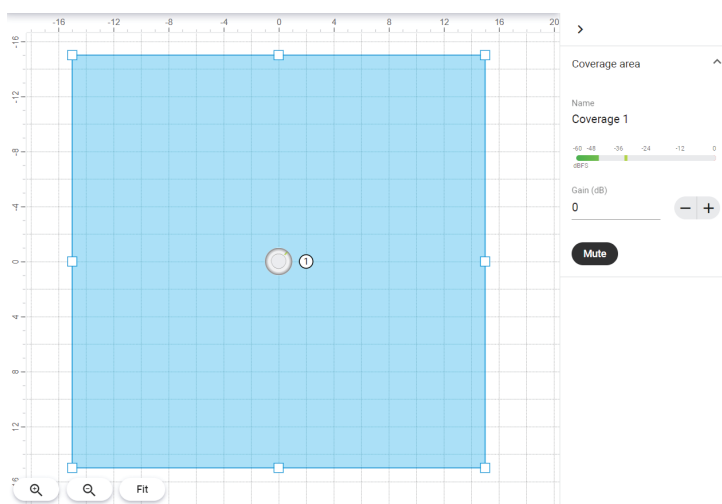 -16 -12 -8 -4 0 4 8 12 16 20
-16
Coverage area
-12
Name
Coverage 1
-8
-60 -48 -36 -24 -12 0
dBFS
Gain (dB)
-4
0
0
1
Mute
4
8
12
16
Fit